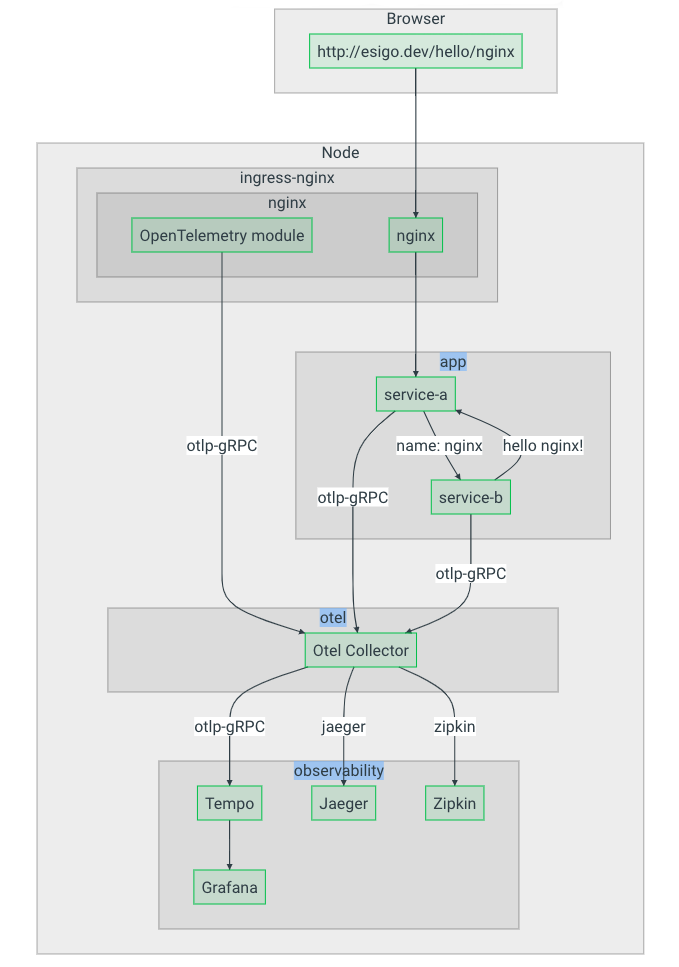 Browser
http://esigo.dev/hello/nginx
Node
ingress-nginx
nginx
OpenTelemetry module
nginx
app
service-a
otlp-gRPC
name: nginx
hello nginx!
otlp-gRPC
service-b
otlp-gRPC
otel
Otel Collector
otlp-gRPC
jaeger
zipkin
observability
Tempo
Jaeger
Zipkin
Grafana